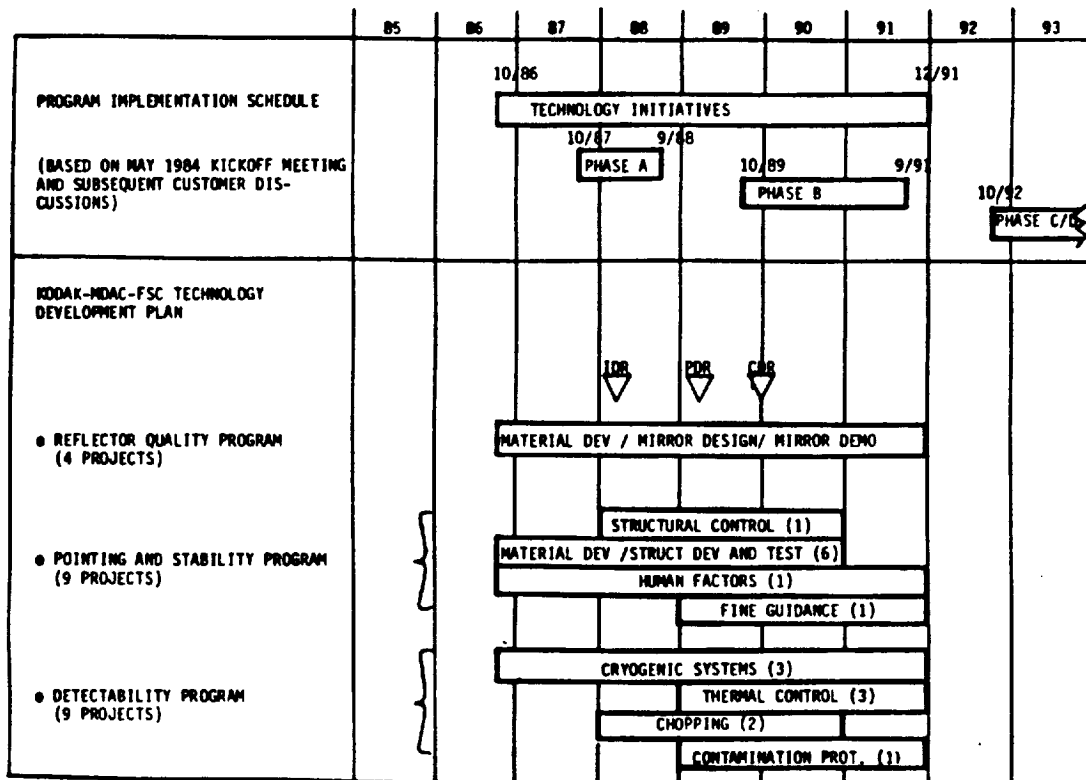 85 86 87 88 89 90 91 92 93
10/86 12/91
PROGRAM IMPLEMENTATION SCHEDULE
TECHNOLOGY INITIATIVES
10/87 9/88
(BASED ON MAY 1984 KICKOFF MEETING
AND SUBSEQUENT CUSTOMER DIS-
CUSSIONS)
PHASE A
10/89 9/91
PHASE B
10/92
PHASE C/D
KODAK-MDAC-FSC TECHNOLOGY
DEVELOPMENT PLAN
IDR PDR CDR
● REFLECTOR QUALITY PROGRAM
(4 PROJECTS)
MATERIAL DEV / MIRROR DESIGN/ MIRROR DEMO
STRUCTURAL CONTROL (1)
● POINTING AND STABILITY PROGRAM
(9 PROJECTS)
MATERIAL DEV /STRUCT DEV AND TEST (6)
HUMAN FACTORS (1)
FINE GUIDANCE (1)
CRYOGENIC SYSTEMS (3)
● DETECTABILITY PROGRAM
(9 PROJECTS)
THERMAL CONTROL (3)
CHOPPING (2)
CONTAMINATION PROT. (1)